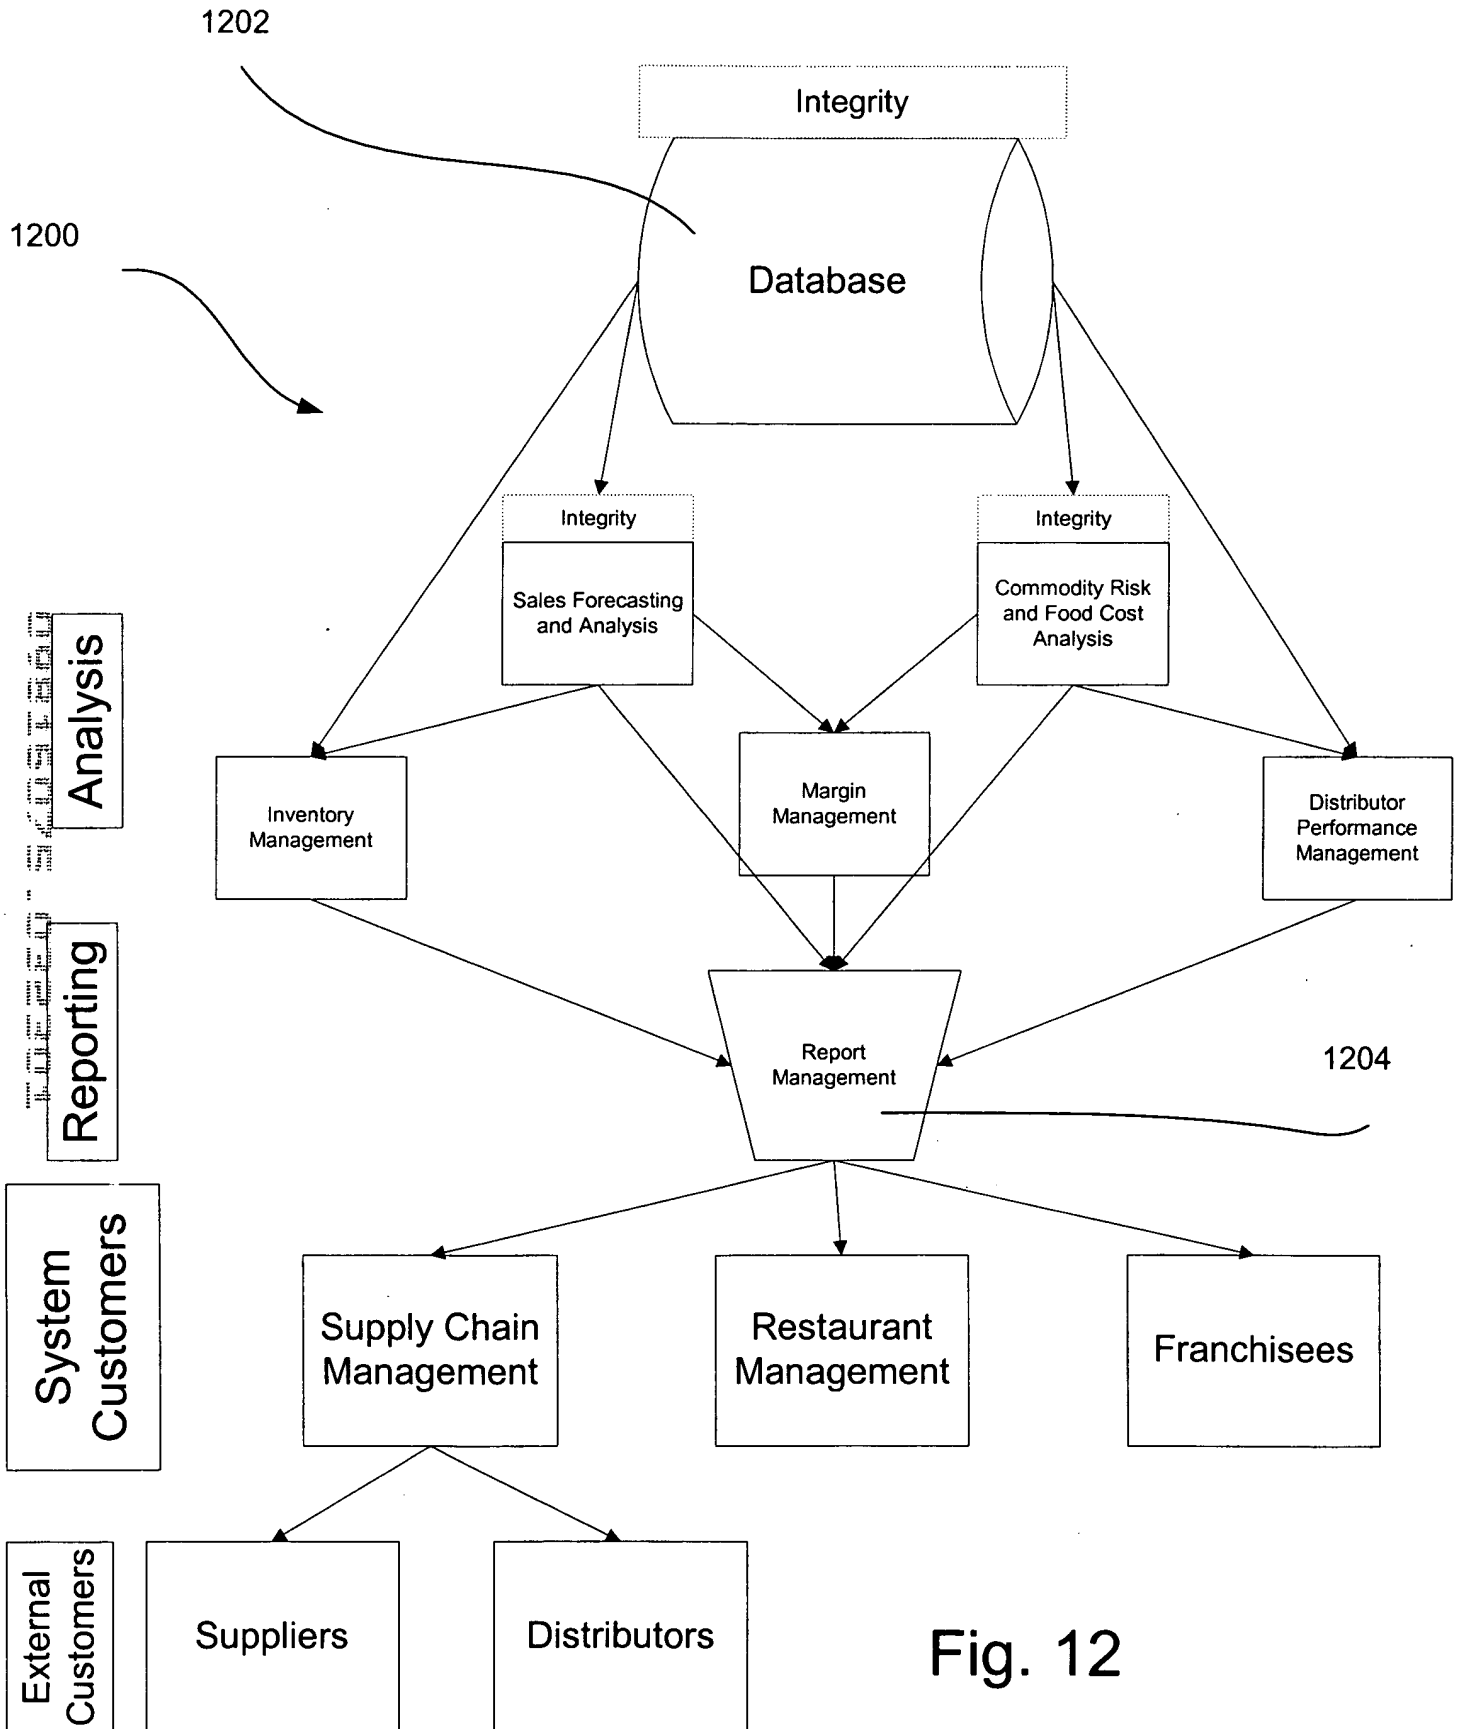 1202
Integrity
1200
Database
Integrity
Integrity
Sales Forecasting
and Analysis
Commodity Risk
and Food Cost
Analysis
Analysis
Inventory
Management
Margin
Management
Distributor
Performance
Management
Reporting
Report
Management
1204
System
Customers
Supply Chain
Management
Restaurant
Management
Franchisees
External
Customers
Suppliers
Distributors
Fig. 12